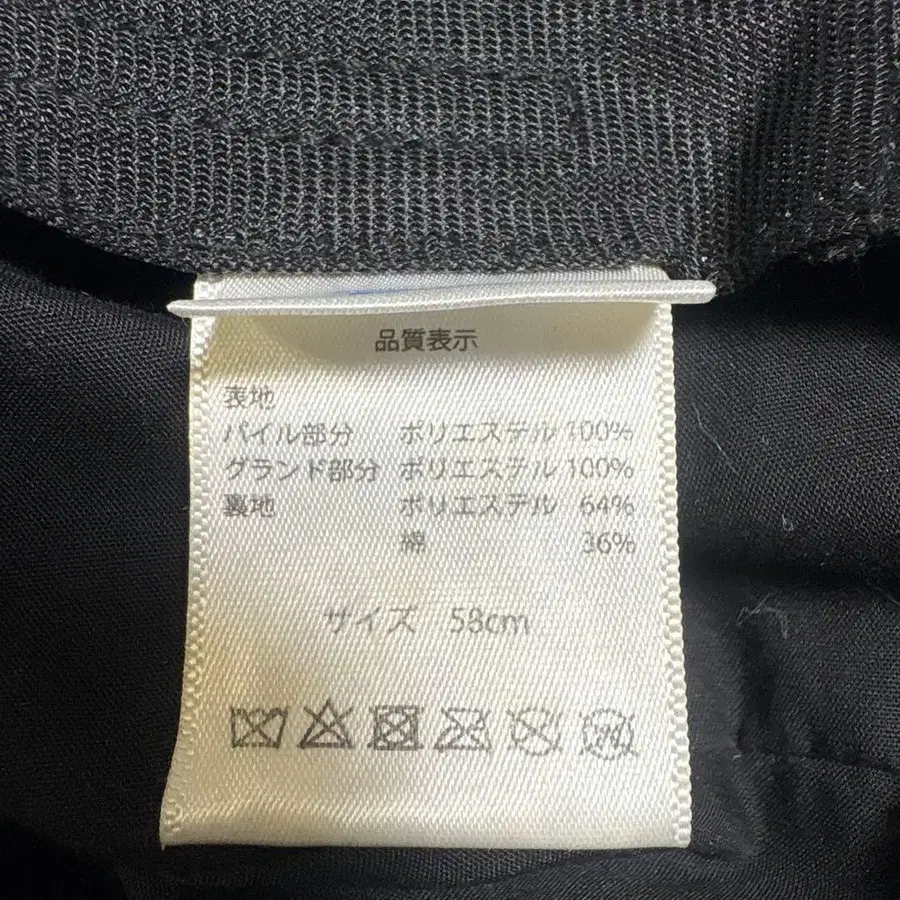 品質表示
表地
パイル部分 ポリエステル 100%
グランド部分 ポリエステル 100%
裏地 ポリエステル 64%
綿 36%
サイズ 58cm
W